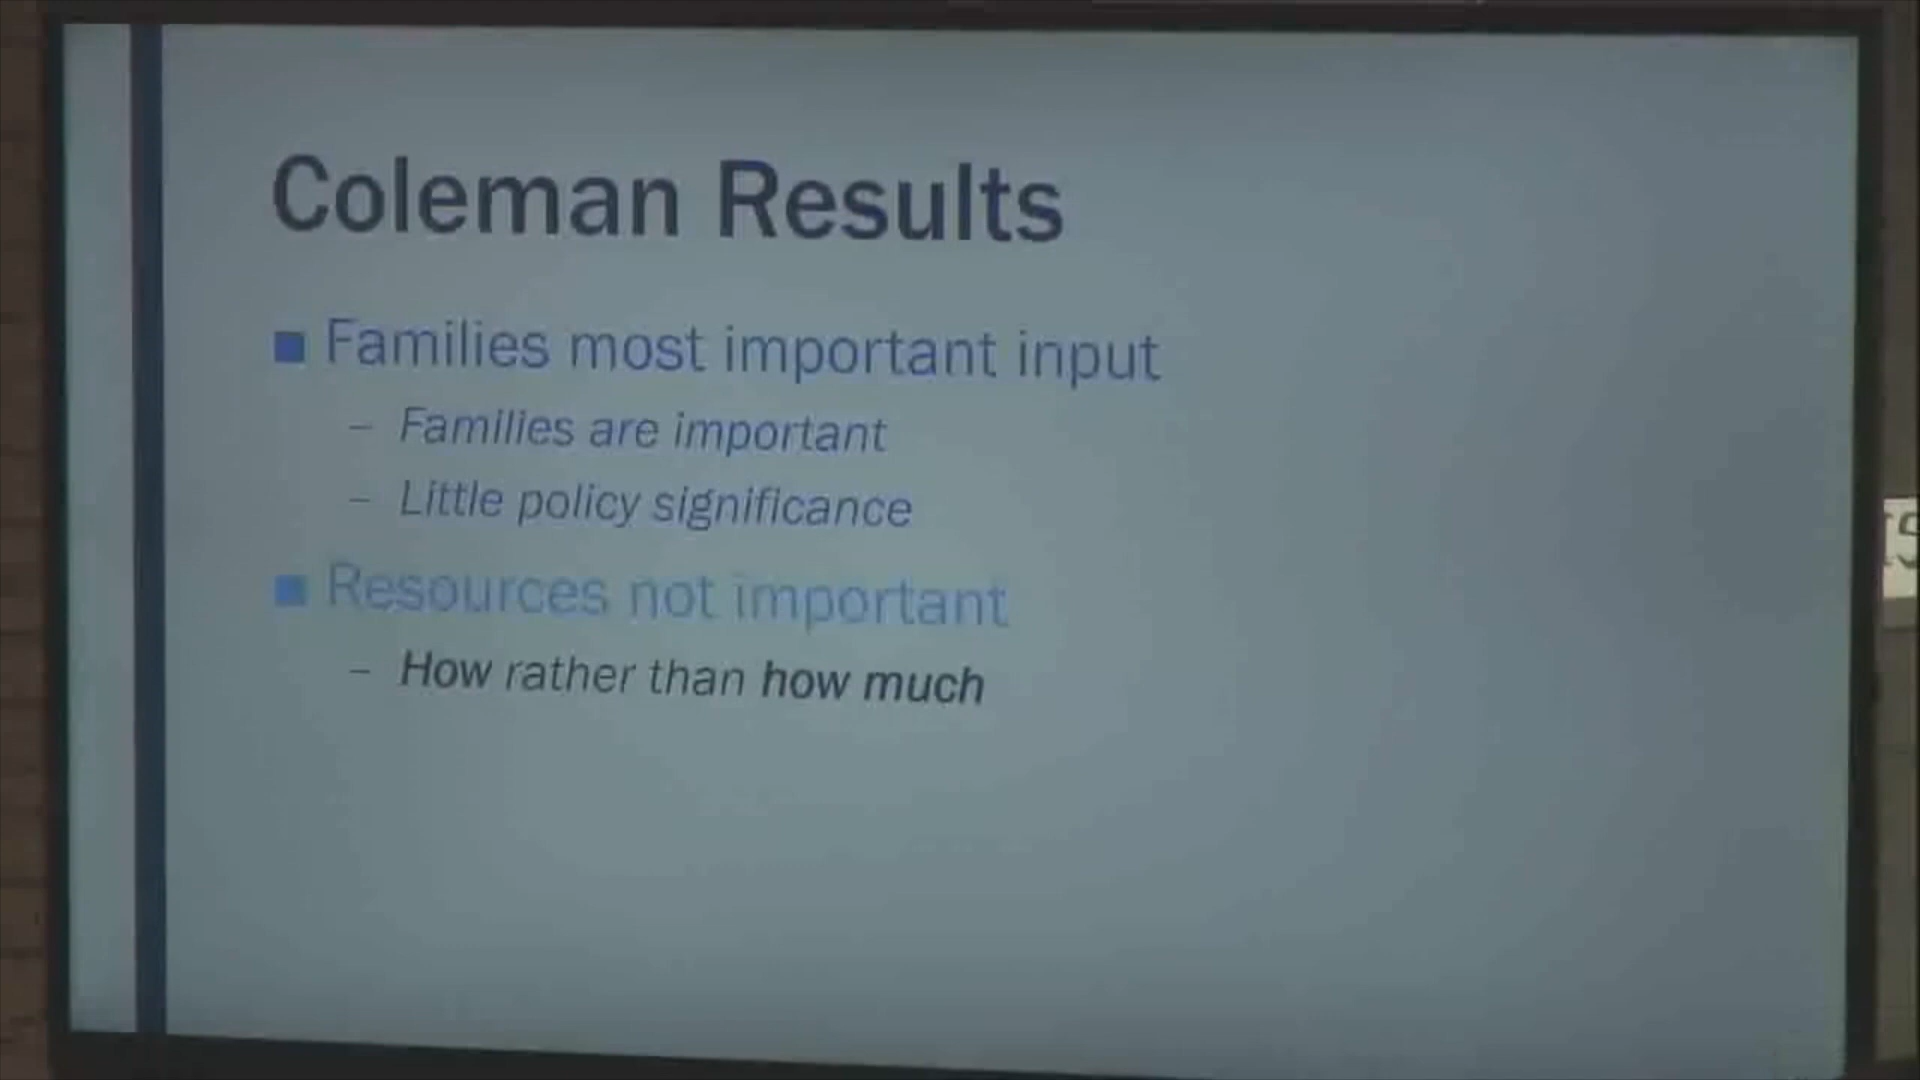 Coleman Results
■ Families most important input
– Families are important
– Little policy significance
■ Resources not important
– How rather than how much